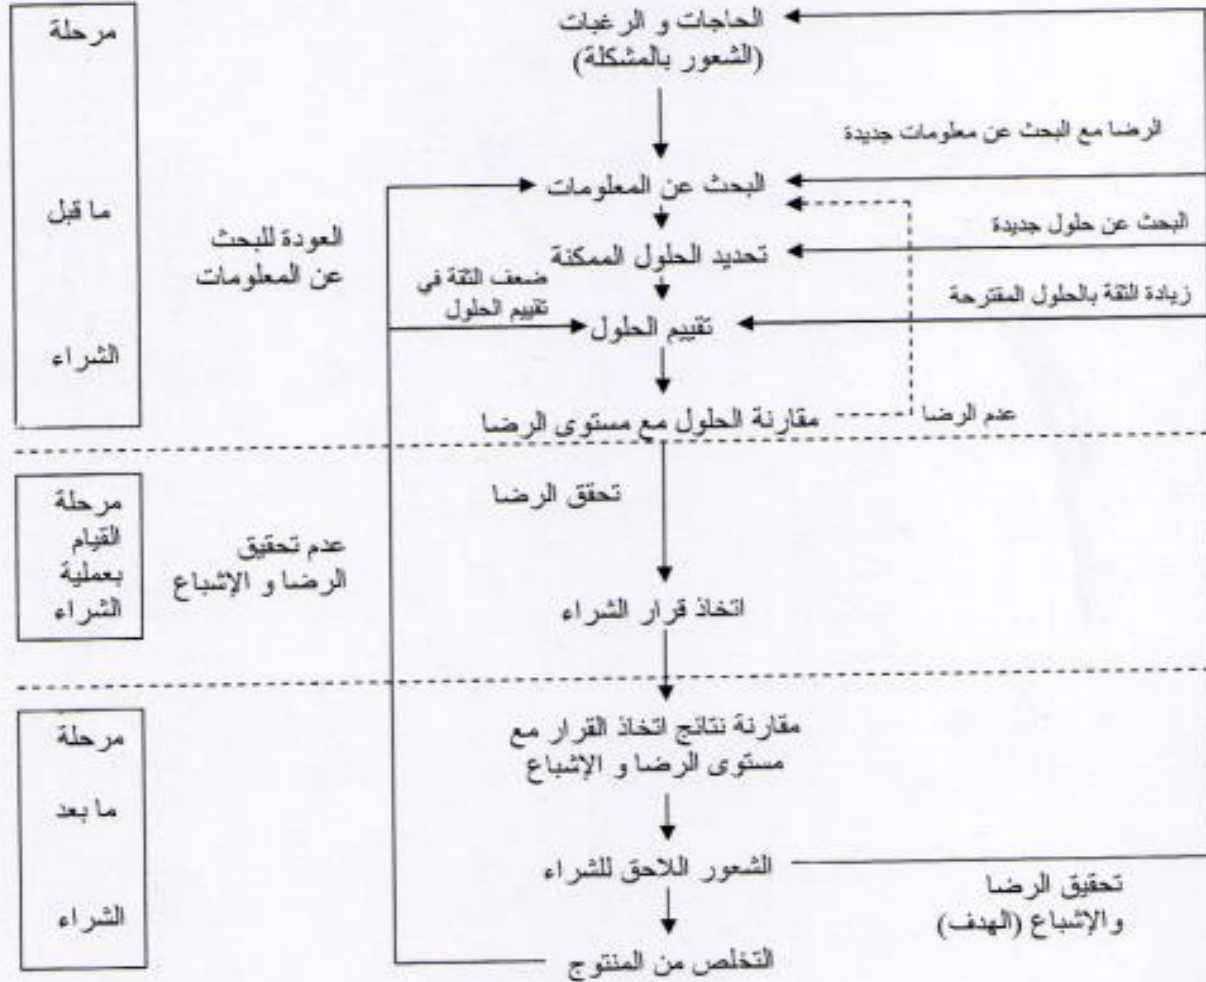 مرحلة
ما قبل
الشراء
الحاجات و الرغبات
(الشعور بالمشكلة)
الرضا مع البحث عن معلومات جديدة
البحث عن المعلومات
البحث عن حلول جديدة
العودة للبحث
عن المعلومات
تحديد الحلول الممكنة
ضعف الثقة في
تقييم الحلول
زيادة الثقة بالحلول المقترحة
تقييم الحلول
عدم الرضا
مقارنة الحلول مع مستوى الرضا
مرحلة
القيام
بعملية
الشراء
تحقق الرضا
عدم تحقيق
الرضا و الإشباع
اتخاذ قرار الشراء
مرحلة
ما بعد
الشراء
مقارنة نتائج اتخاذ القرار مع
مستوى الرضا و الإشباع
الشعور اللاحق للشراء
تحقيق الرضا
والإشباع (الهدف)
التخلص من المنتوج